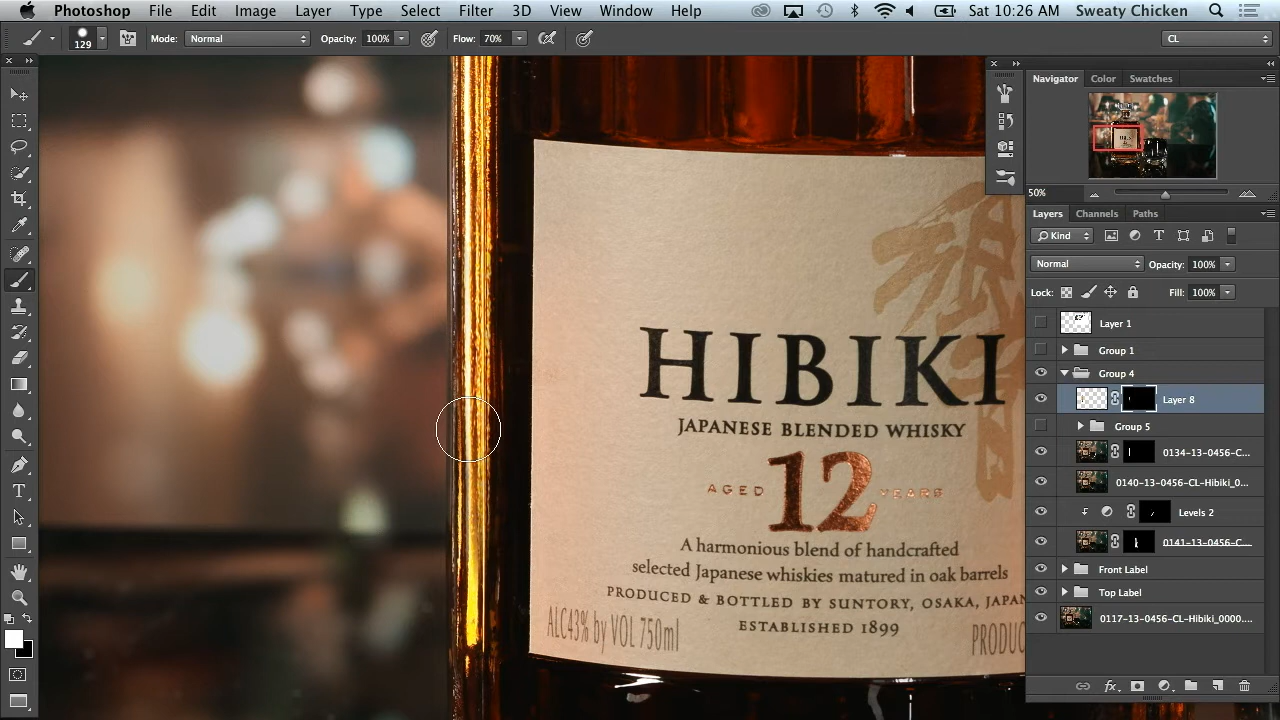 Photoshop File Edit Image Layer Type Select Filter 3D View Window Help Sat 10:26 AM Sweaty Chicken
129 Mode: Normal Opacity: 100% Flow: 70% CL
Navigator Color Swatches
50%
Layers Channels Paths
Kind
Normal Opacity: 100%
Lock: Fill: 100%
Layer 1
Group 1
Group 4
Layer 8
Group 5
0134-13-0456-C...
0140-13-0456-CL-Hibiki_0...
Levels 2
0141-13-0456-C...
Front Label
Top Label
0117-13-0456-CL-Hibiki_0000....
HIBIKI
JAPANESE BLENDED WHISKY
AGED 12 YEARS
A harmonious blend of handcrafted
selected Japanese whiskies matured in oak barrels
PRODUCED & BOTTLED BY SUNTORY, OSAKA, JAPAN
ALC43% by VOL 750ml ESTABLISHED 1899 PRODUC